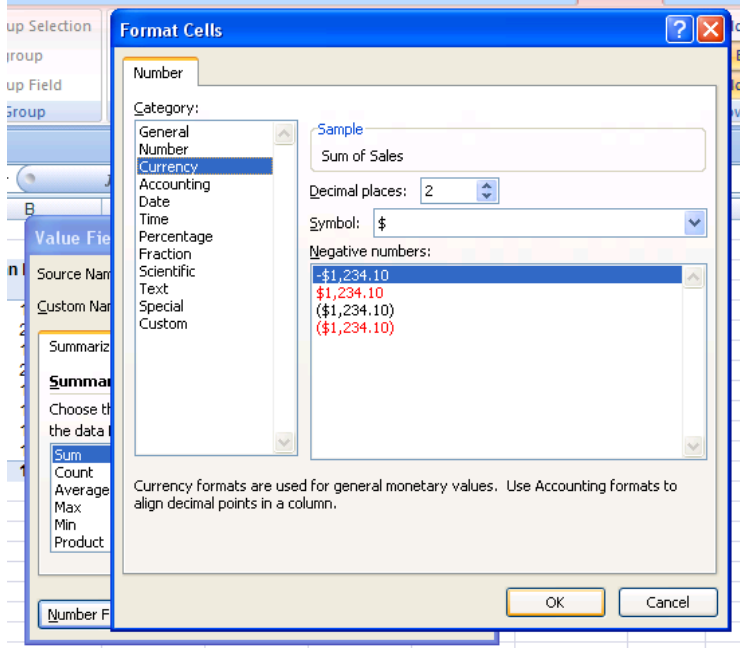 up Selection
group
up Field
Group
Format Cells
Number
Category:
General
Number
Currency
Accounting
Date
Time
Percentage
Fraction
Scientific
Text
Special
Custom
Sample
Sum of Sales
Decimal places: 2
Symbol: $
Negative numbers:
-$1,234.10
$1,234.10
($1,234.10)
($1,234.10)
Currency formats are used for general monetary values. Use Accounting formats to
align decimal points in a column.
OK
Cancel
B
Value Fie
Source Nam
Custom Nar
Summariz
Summar
Choose th
the data
Sum
Count
Average
Max
Min
Product
Number F